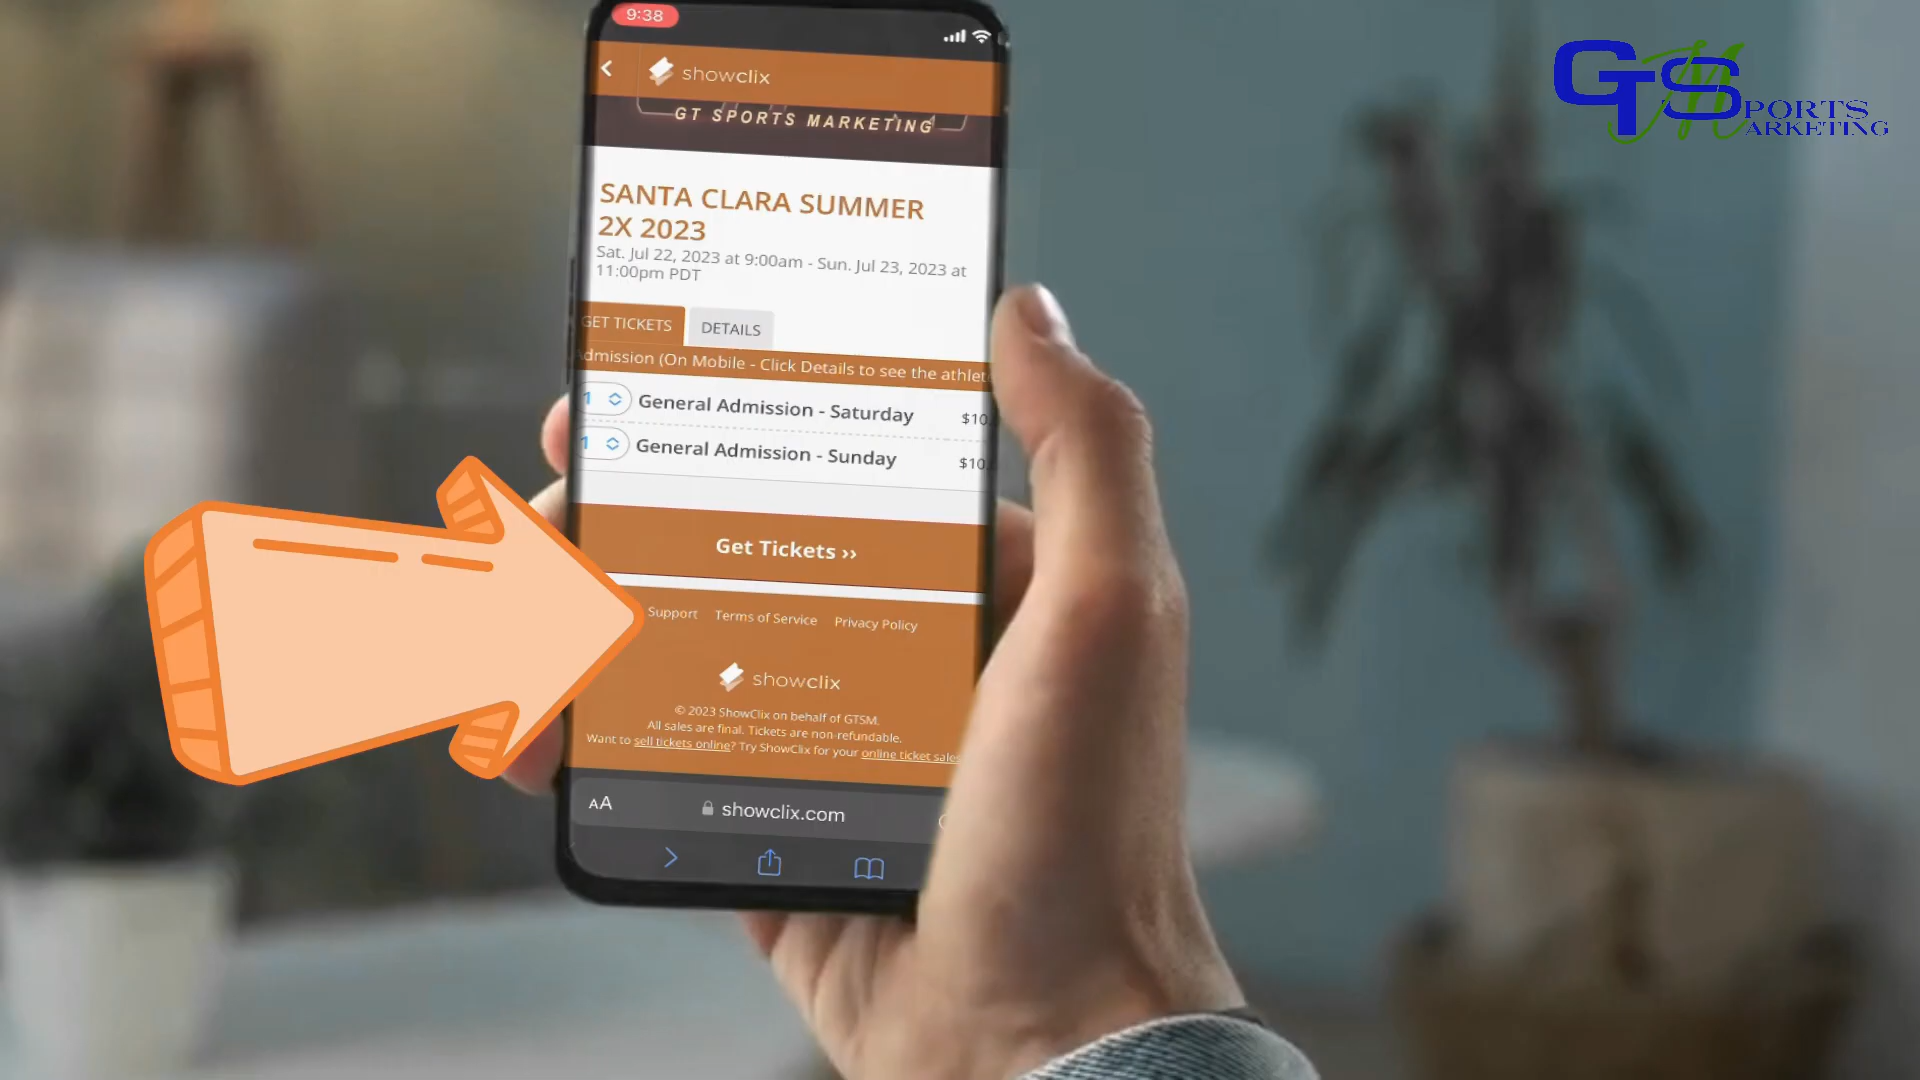 9:38
showclix
GT SPORTS MARKETING
SANTA CLARA SUMMER
2X 2023
Sat. Jul 22, 2023 at 9:00am - Sun. Jul 23, 2023 at
11:00pm PDT
GET TICKETS DETAILS
Admission (On Mobile - Click Details to see the athlete
1 General Admission - Saturday $10.
1 General Admission - Sunday $10.
Get Tickets ››
Support Terms of Service Privacy Policy
showclix
© 2023 ShowClix on behalf of GTSM.
All sales are final. Tickets are non-refundable.
Want to sell tickets online? Try ShowClix for your online ticket sales
AA showclix.com
GTSM
SPORTS
MARKETING